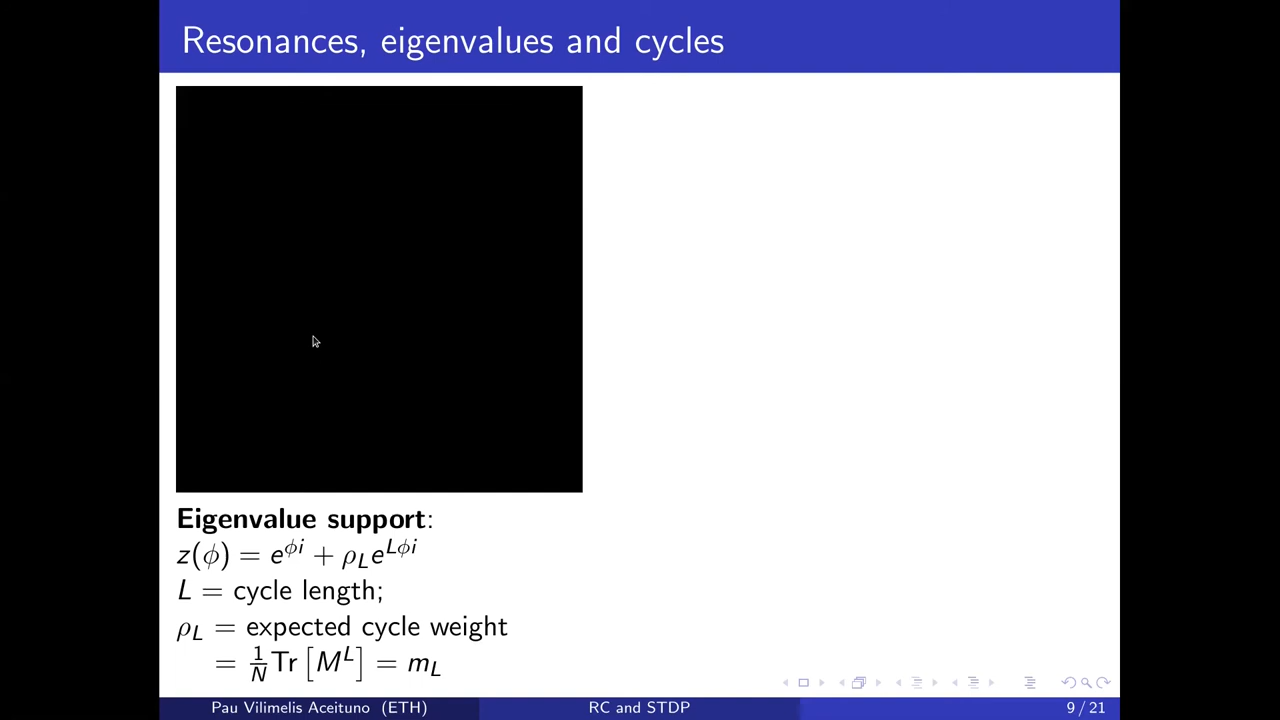 Resonances, eigenvalues and cycles
Eigenvalue support:
z(ϕ) = e^{ϕi} + ρ_L e^{Lϕi}
L = cycle length;
ρ_L = expected cycle weight
= 1/N Tr [M^L] = m_L
Pau Vilimelis Aceituno (ETH) RC and STDP 9 / 21